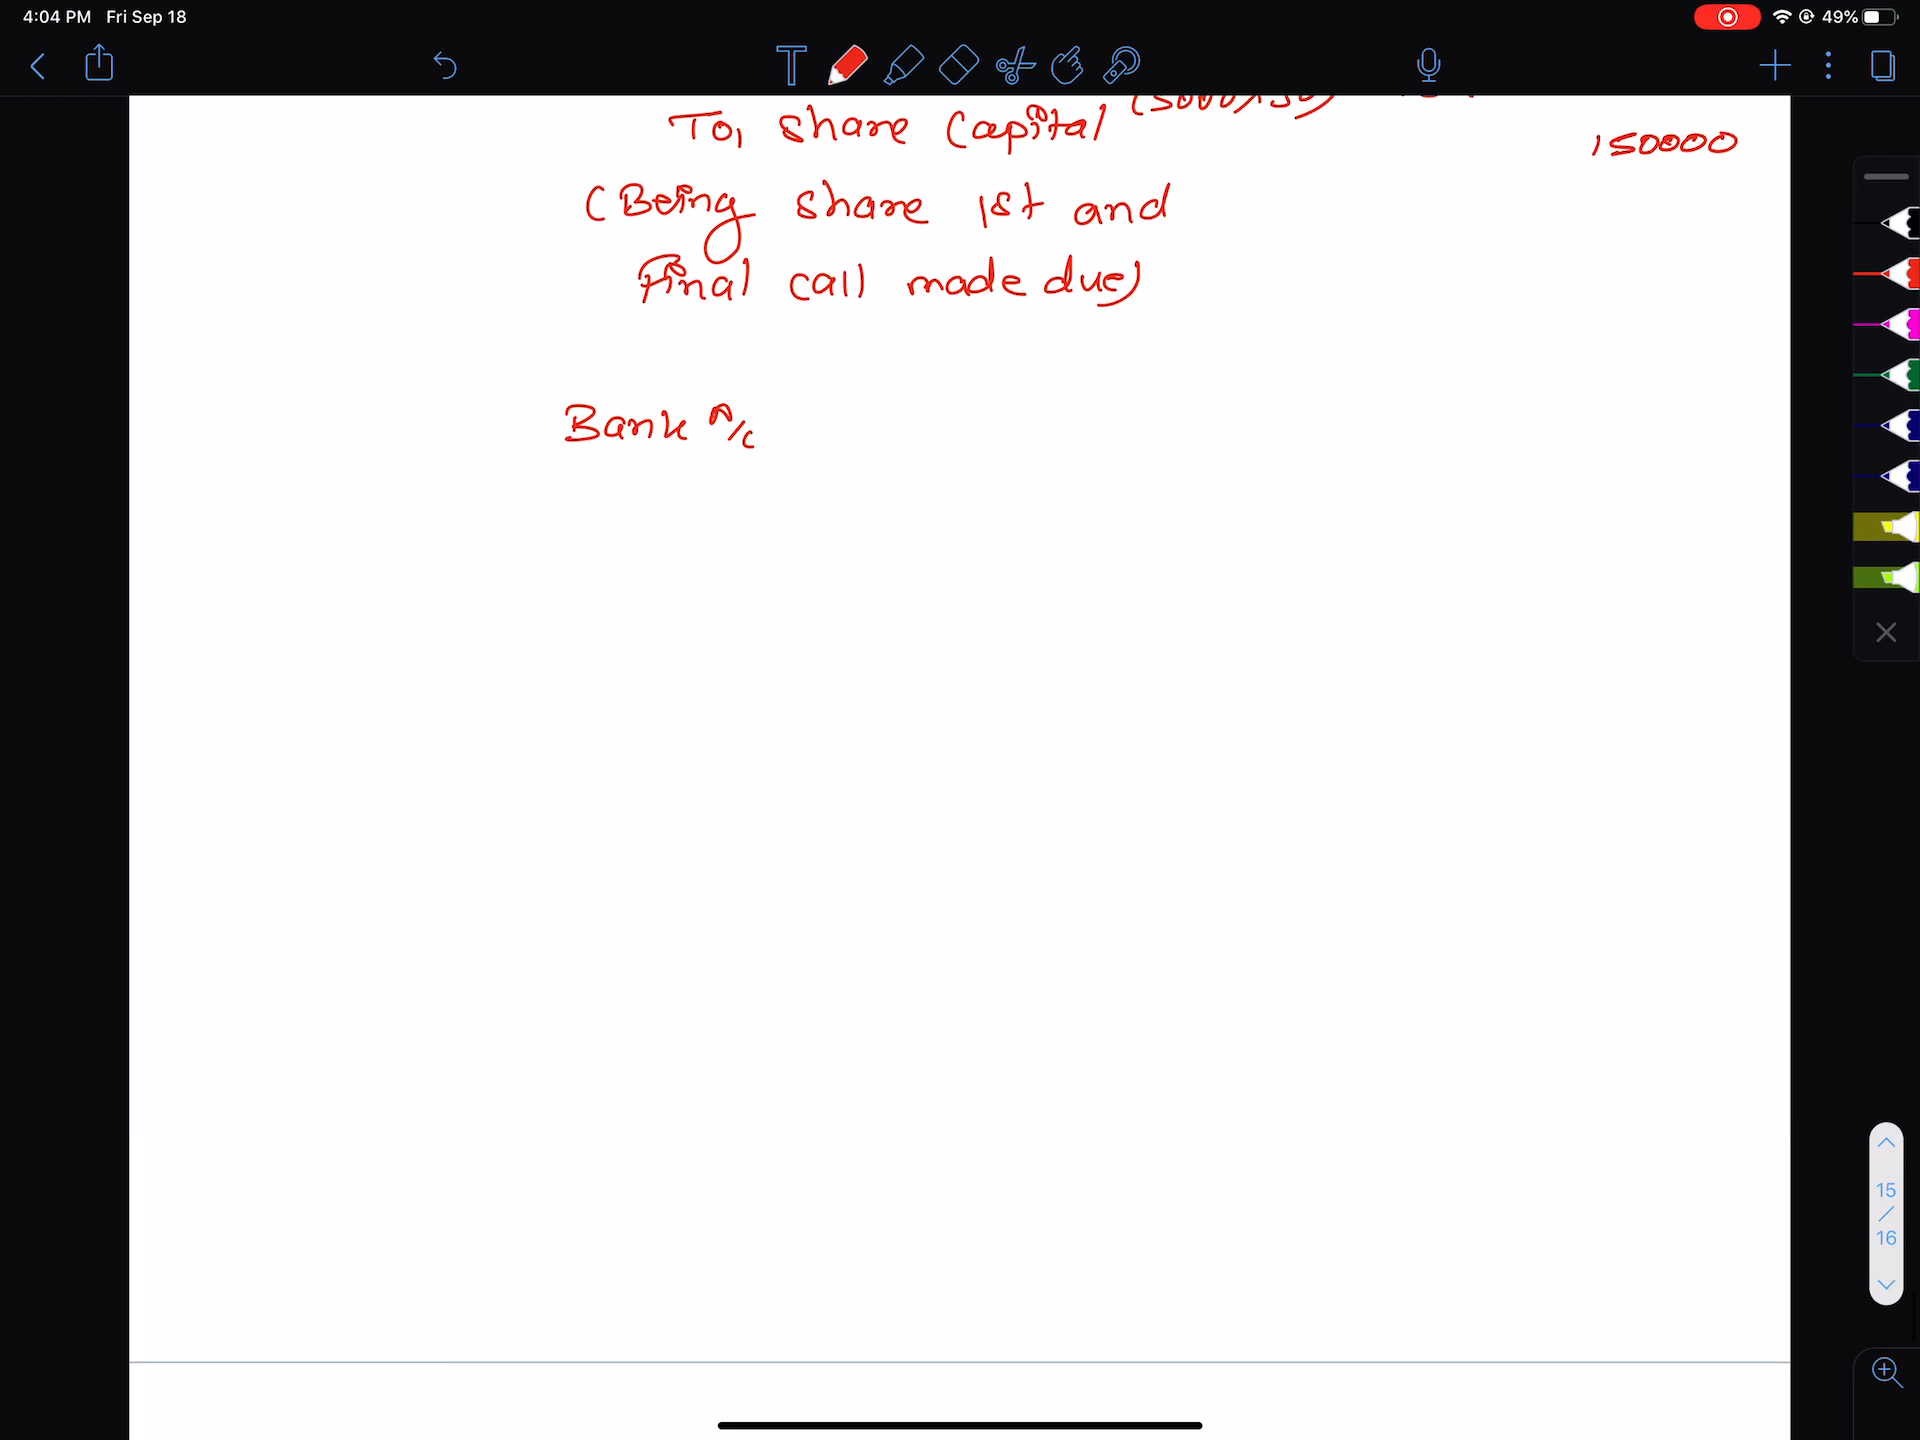 4:04 PM Fri Sep 18
49%
To, share Capital
150000
(Being share 1st and
Final call made due)
Bank A/c
15
/
16